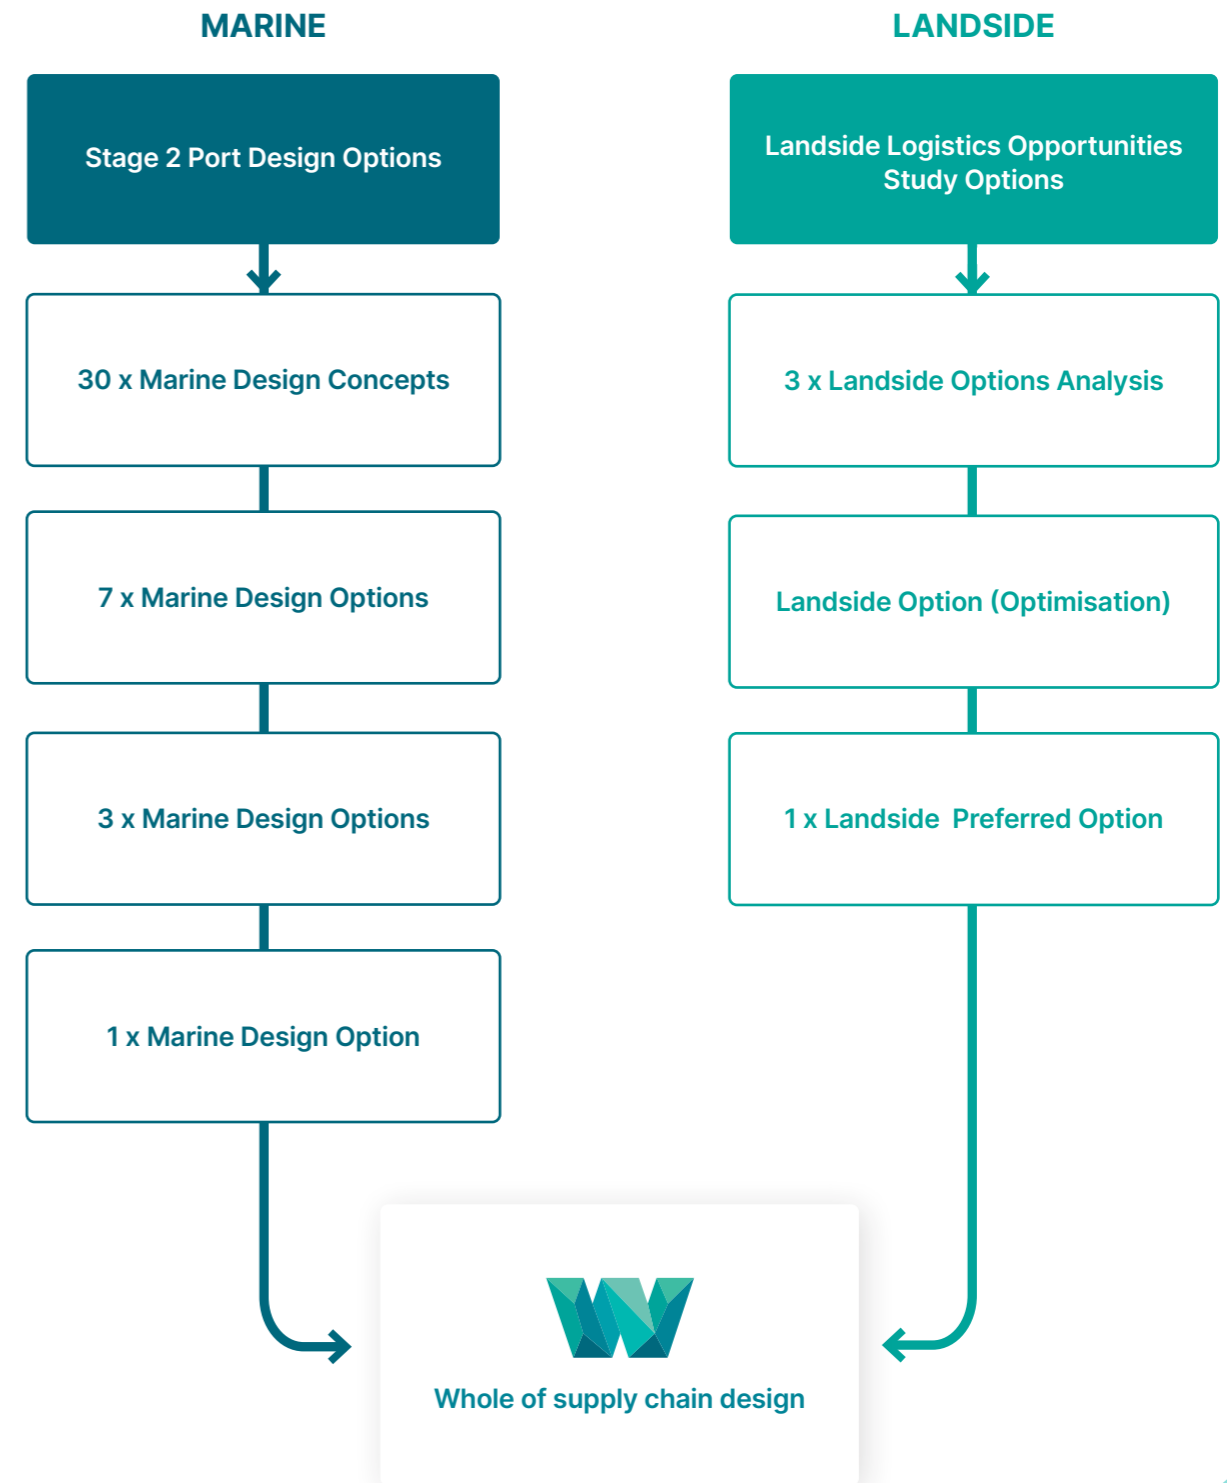 MARINE
Stage 2 Port Design Options
30 x Marine Design Concepts
7 x Marine Design Options
3 x Marine Design Options
1 x Marine Design Option
LANDSIDE
Landside Logistics Opportunities
Study Options
3 x Landside Options Analysis
Landside Option (Optimisation)
1 x Landside  Preferred Option
Whole of supply chain design